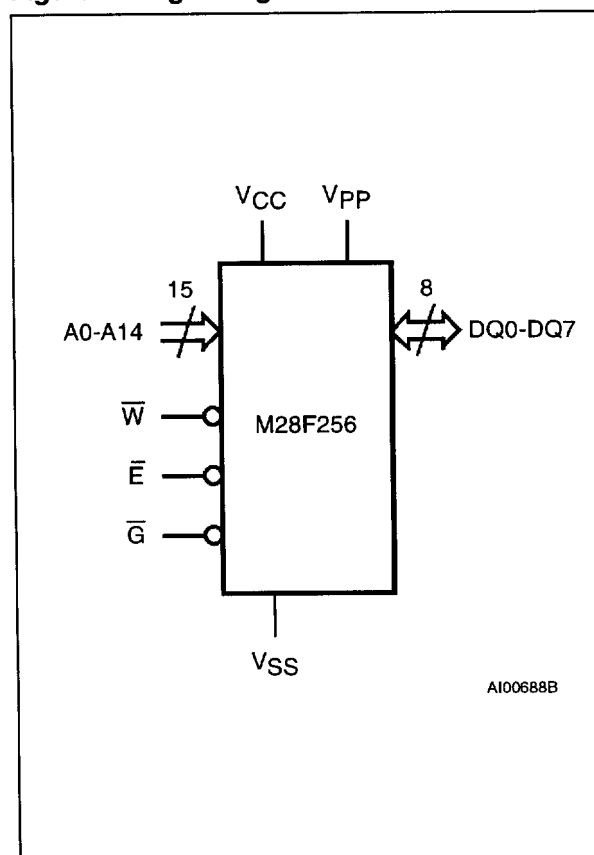 VCC VPP
15
8
A0-A14
DQ0-DQ7
W̅
M28F256
E̅
G̅
VSS
AI00688B